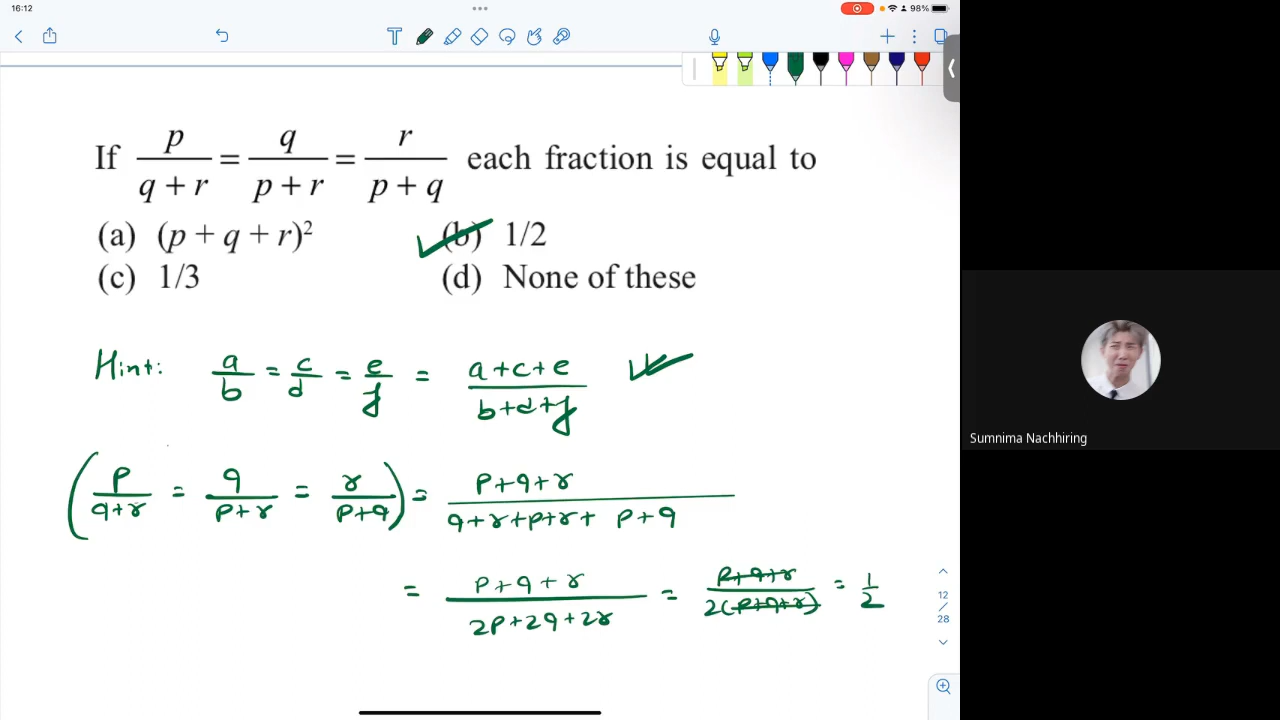 16:12
98%
T
If p/(q + r) = q/(p + r) = r/(p + q) each fraction is equal to
(a) (p + q + r)² (b) 1/2
(c) 1/3 (d) None of these
Hint: a/b = c/d = e/f = (a+c+e)/(b+d+f)
(p/(q+r) = q/(p+r) = r/(p+q)) = (p+q+r)/(q+r+p+r+ p+q)
= (p+q+r)/(2p+2q+2r) = (p+q+r)/(2(p+q+r)) = 1/2
12
/
28
Sumnima Nachhiring